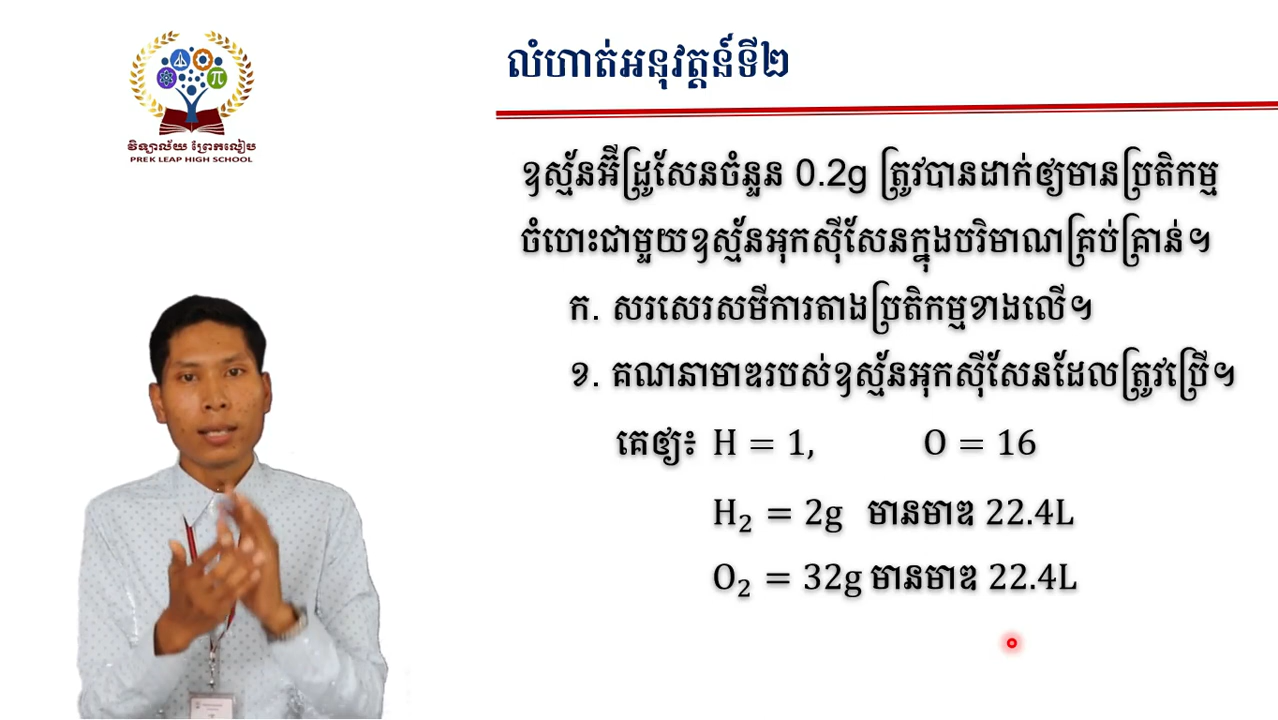 វិទ្យាល័យ ព្រែកលៀប
PREK LEAP HIGH SCHOOL
លំហាត់អនុវត្តន៍ទី២
ឧស្ម័នអ៊ីដ្រូសែនចំនួន 0.2g ត្រូវបានដាក់ឲ្យមានប្រតិកម្ម
ចំហេះជាមួយឧស្ម័នអុកស៊ីសែនក្នុងបរិមាណគ្រប់គ្រាន់។
ក. សរសេរសមីការតាងប្រតិកម្មខាងលើ។
ខ. គណនាមាឌរបស់ឧស្ម័នអុកស៊ីសែនដែលត្រូវប្រើ។
គេឲ្យ៖ H = 1, O = 16
H₂ = 2g មានមាឌ 22.4L
O₂ = 32g មានមាឌ 22.4L